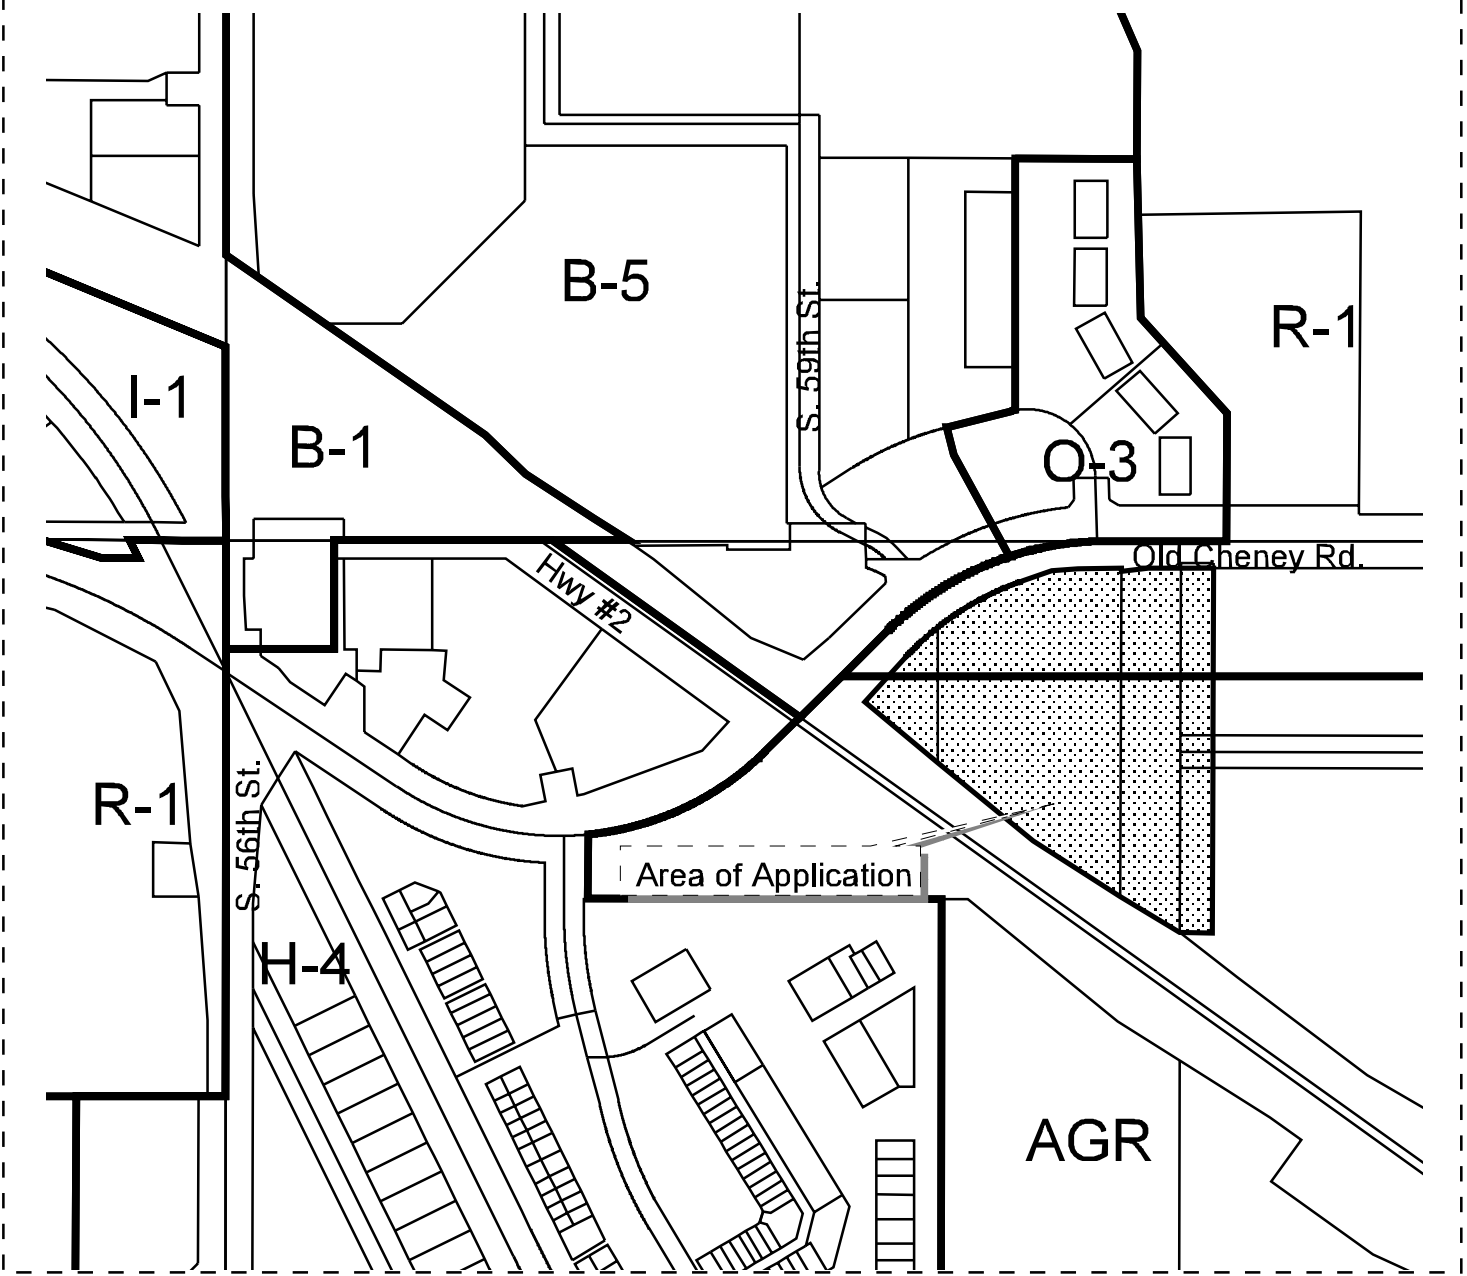 B-5
S. 59th St.
R-1
I-1
B-1
O-3
Old Cheney Rd.
Hwy #2
R-1
S. 56th St.
Area of Application
H-4
AGR